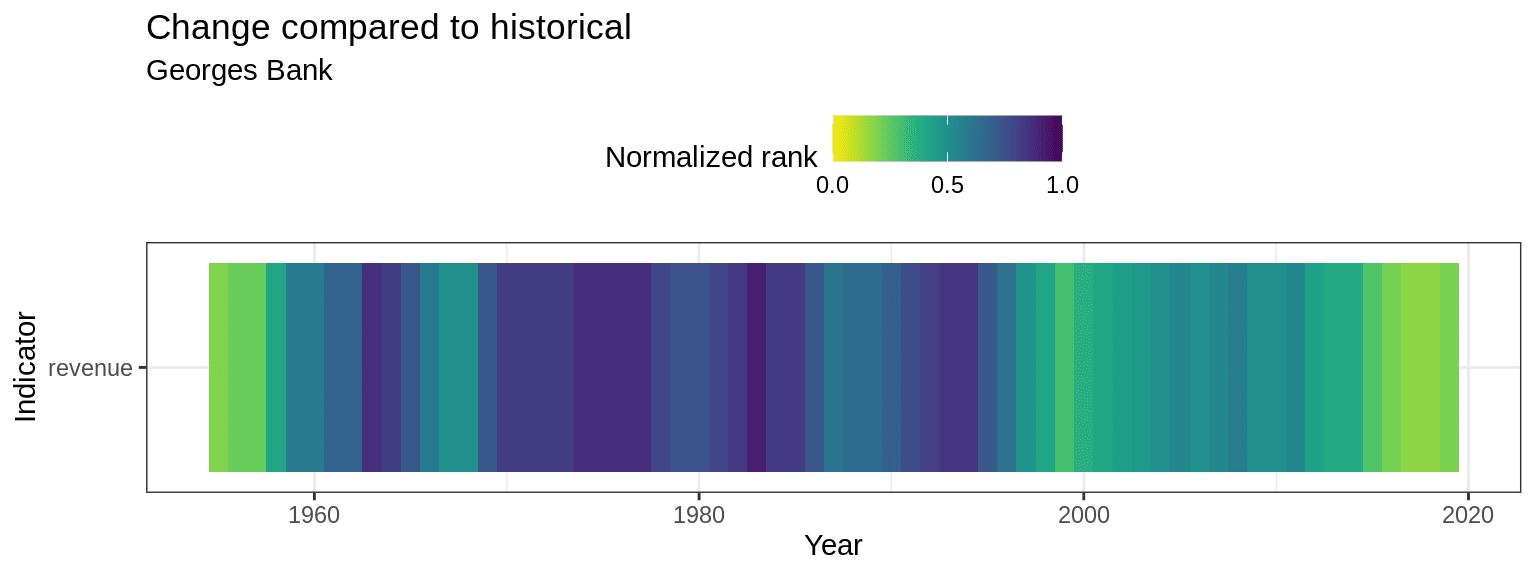 Change compared to historical
Georges Bank
Normalized rank
0.0 0.5 1.0
Indicator
revenue
1960 1980 2000 2020
Year